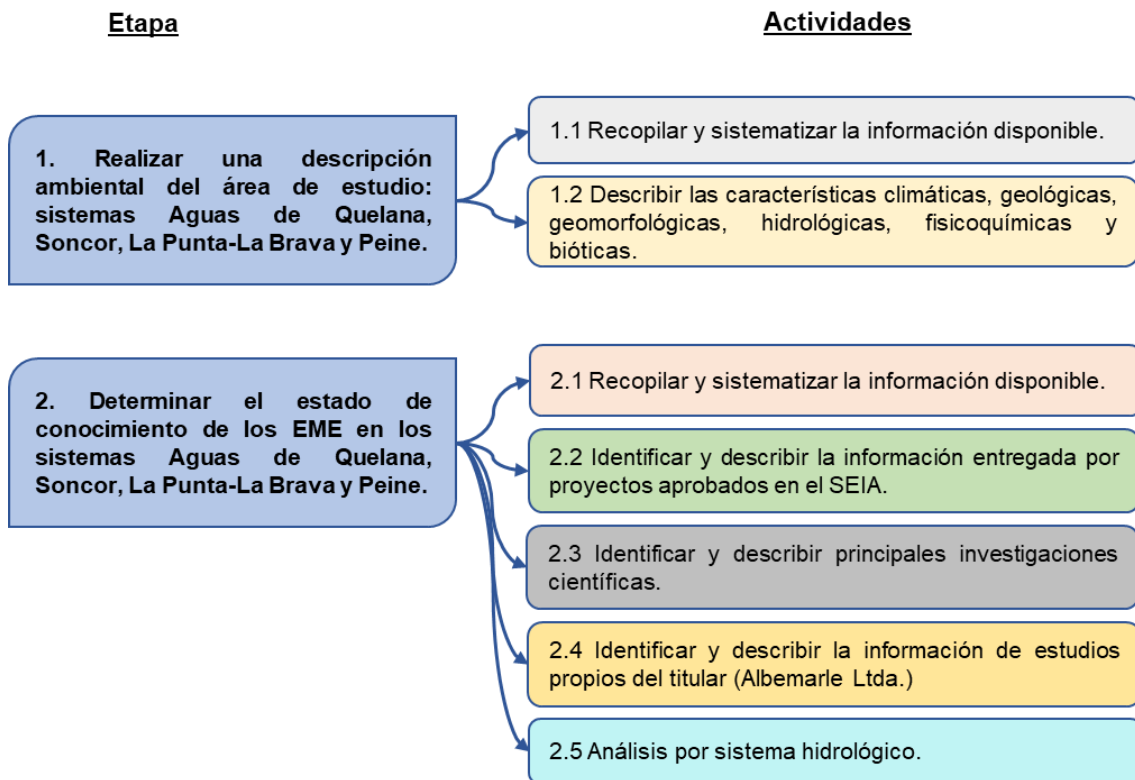 Etapa
Actividades
1. Realizar una descripción
ambiental del área de estudio:
sistemas Aguas de Quelana,
Soncor, La Punta-La Brava y Peine.
1.1 Recopilar y sistematizar la información disponible.
1.2 Describir las características climáticas, geológicas,
geomorfológicas, hidrológicas, fisicoquímicas y
bióticas.
2. Determinar el estado de
conocimiento de los EME en los
sistemas Aguas de Quelana,
Soncor, La Punta-La Brava y Peine.
2.1 Recopilar y sistematizar la información disponible.
2.2 Identificar y describir la información entregada por
proyectos aprobados en el SEIA.
2.3 Identificar y describir principales investigaciones
científicas.
2.4 Identificar y describir la información de estudios
propios del titular (Albemarle Ltda.)
2.5 Análisis por sistema hidrológico.